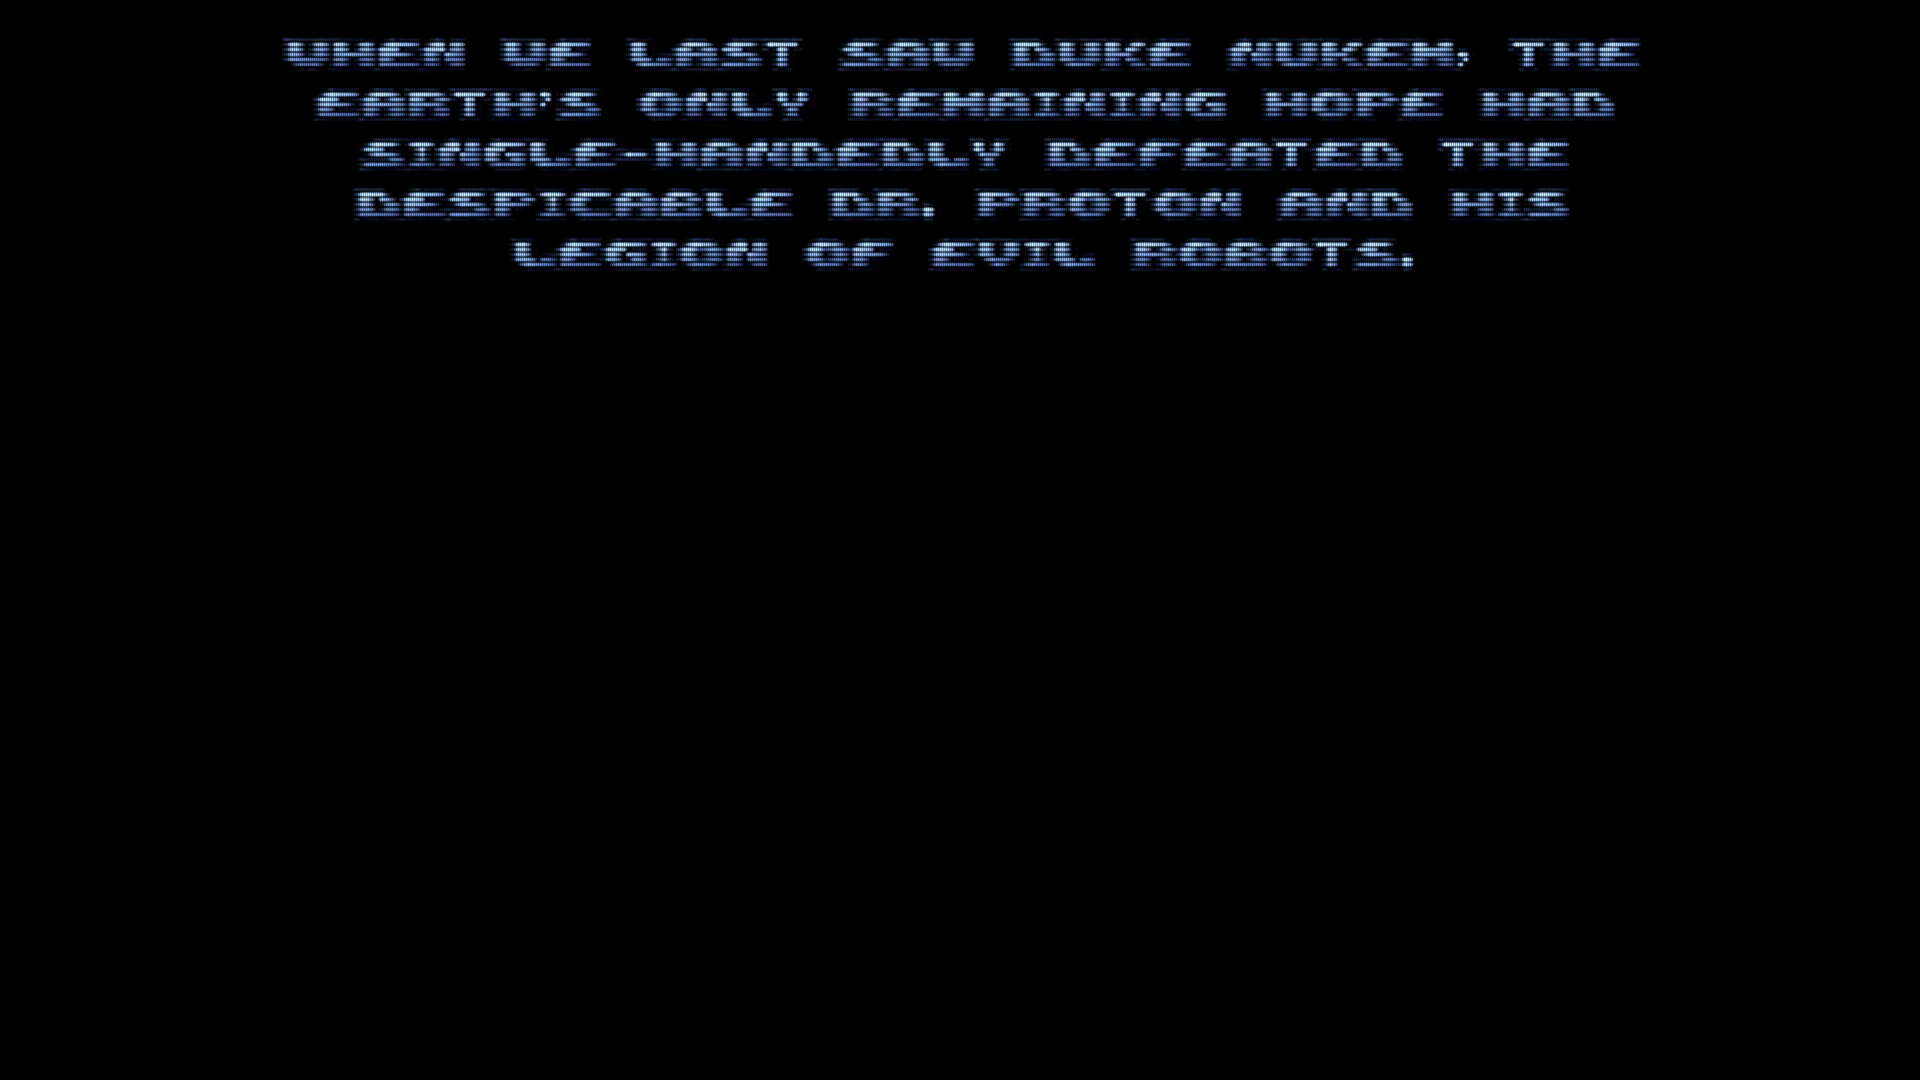 WHEN WE LAST SAW DUKE NUKEM, THE
EARTH'S ONLY REMAINING HOPE HAD
SINGLE-HANDEDLY DEFEATED THE
DESPICABLE DR. PROTON AND HIS
LEGION OF EVIL ROBOTS.